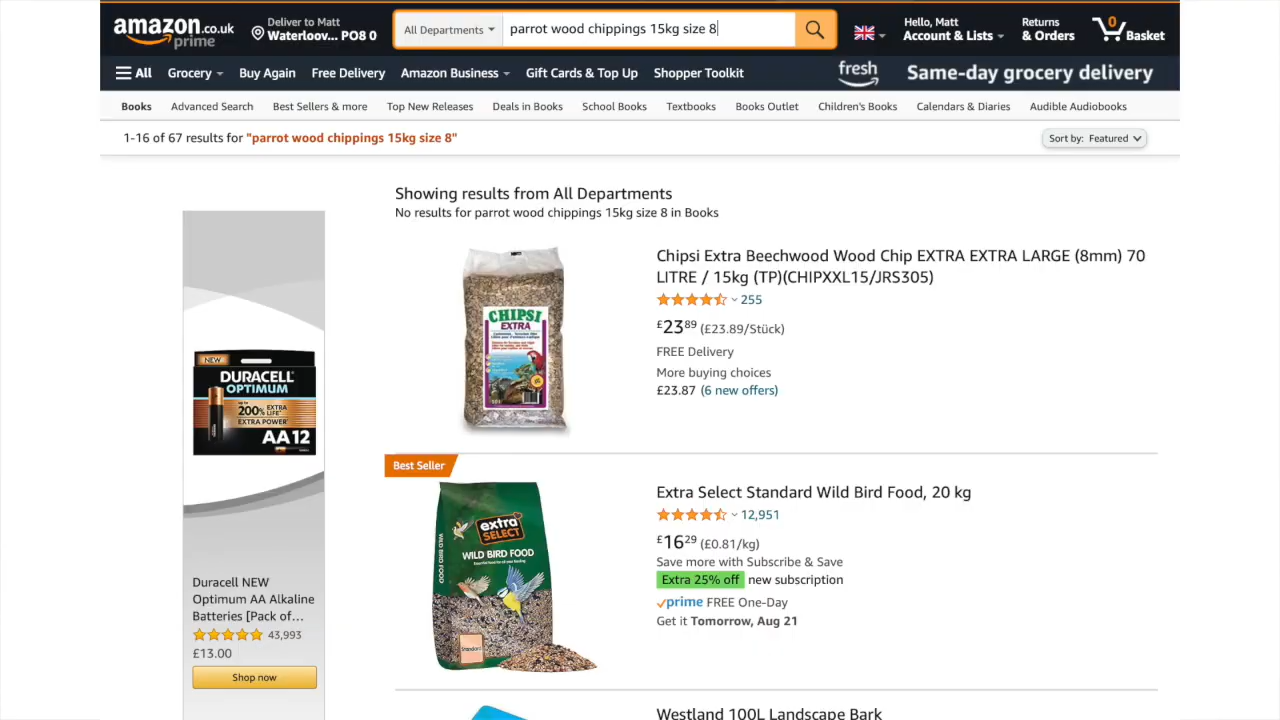 amazon.co.uk
prime
Deliver to Matt
Waterloov... PO8 0
All Departments
parrot wood chippings 15kg size 8
Hello, Matt
Account & Lists
Returns
& Orders
0
Basket
All
Grocery
Buy Again
Free Delivery
Amazon Business
Gift Cards & Top Up
Shopper Toolkit
fresh
Same-day grocery delivery
Books
Advanced Search
Best Sellers & more
Top New Releases
Deals in Books
School Books
Textbooks
Books Outlet
Children's Books
Calendars & Diaries
Audible Audiobooks
1-16 of 67 results for "parrot wood chippings 15kg size 8"
Sort by: Featured
Showing results from All Departments
No results for parrot wood chippings 15kg size 8 in Books
CHIPSI
EXTRA
Chipsi Extra Beechwood Wood Chip EXTRA EXTRA LARGE (8mm) 70
LITRE / 15kg (TP)(CHIPXXL15/JRS305)
255
£23 89 (£23.89/Stück)
FREE Delivery
More buying choices
£23.87 (6 new offers)
NEW
DURACELL
OPTIMUM
up to
200% EXTRA LIFE
EXTRA POWER
AA12
Duracell NEW
Optimum AA Alkaline
Batteries [Pack of...
43,993
£13.00
Shop now
Best Seller
extra
SELECT
WILD BIRD FOOD
WILD BIRD FOOD
Standard
Extra Select Standard Wild Bird Food, 20 kg
12,951
£16 29 (£0.81/kg)
Save more with Subscribe & Save
Extra 25% off new subscription
prime FREE One-Day
Get it Tomorrow, Aug 21
Westland 100L Landscape Bark